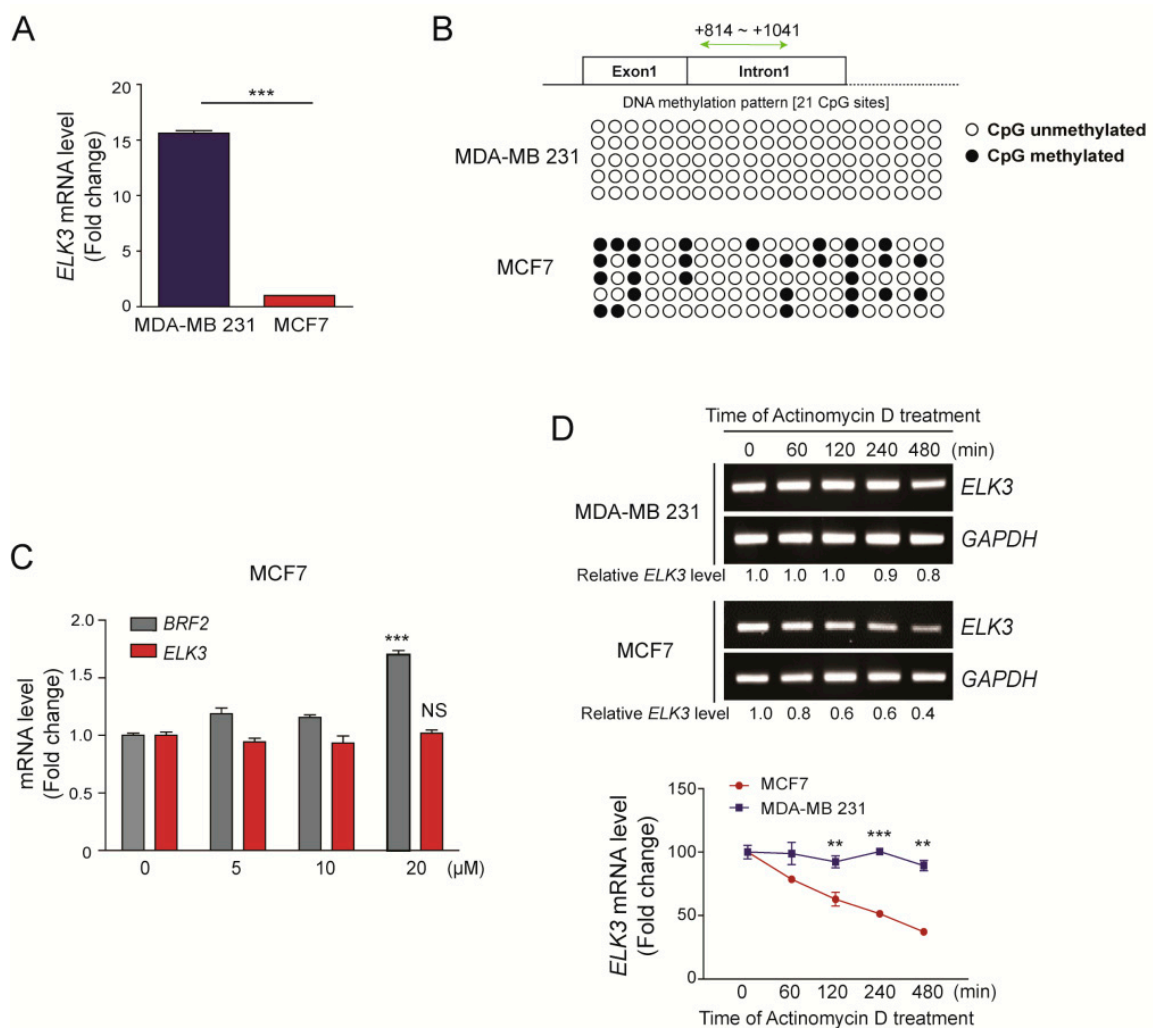 A
ELK3 mRNA level
(Fold change)
20
15
10
5
0
***
MDA-MB 231 MCF7
B
+814 ~ +1041
Exon1 Intron1
DNA methylation pattern [21 CpG sites]
MDA-MB 231
MCF7
CpG unmethylated
CpG methylated
C
MCF7
mRNA level
(Fold change)
2.0
1.5
1.0
0.5
0
BRF2
ELK3
***
NS
0 5 10 20 (µM)
D
Time of Actinomycin D treatment
0 60 120 240 480 (min)
MDA-MB 231
ELK3
GAPDH
Relative ELK3 level 1.0 1.0 1.0 0.9 0.8
MCF7
ELK3
GAPDH
Relative ELK3 level 1.0 0.8 0.6 0.6 0.4
ELK3 mRNA level
(Fold change)
150
100
50
0
MCF7
MDA-MB 231
** *** **
0 60 120 240 480 (min)
Time of Actinomycin D treatment